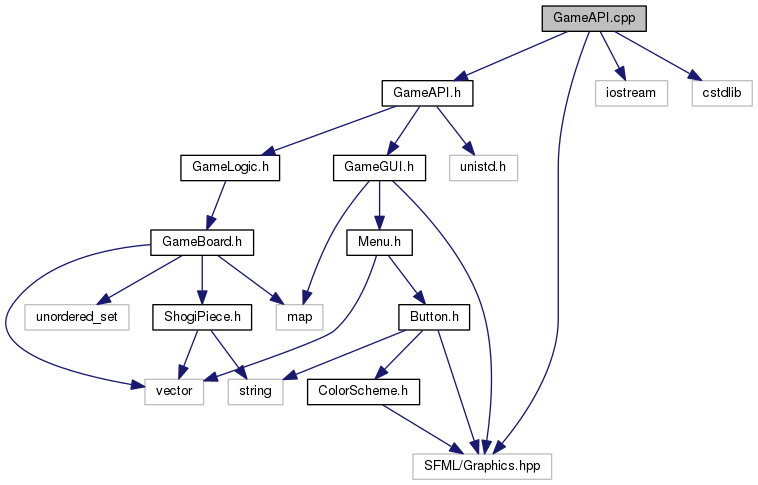 GameAPI.cpp
GameAPI.h
iostream
cstdlib
GameLogic.h
GameGUI.h
unistd.h
GameBoard.h
Menu.h
unordered_set
ShogiPiece.h
map
Button.h
vector
string
ColorScheme.h
SFML/Graphics.hpp